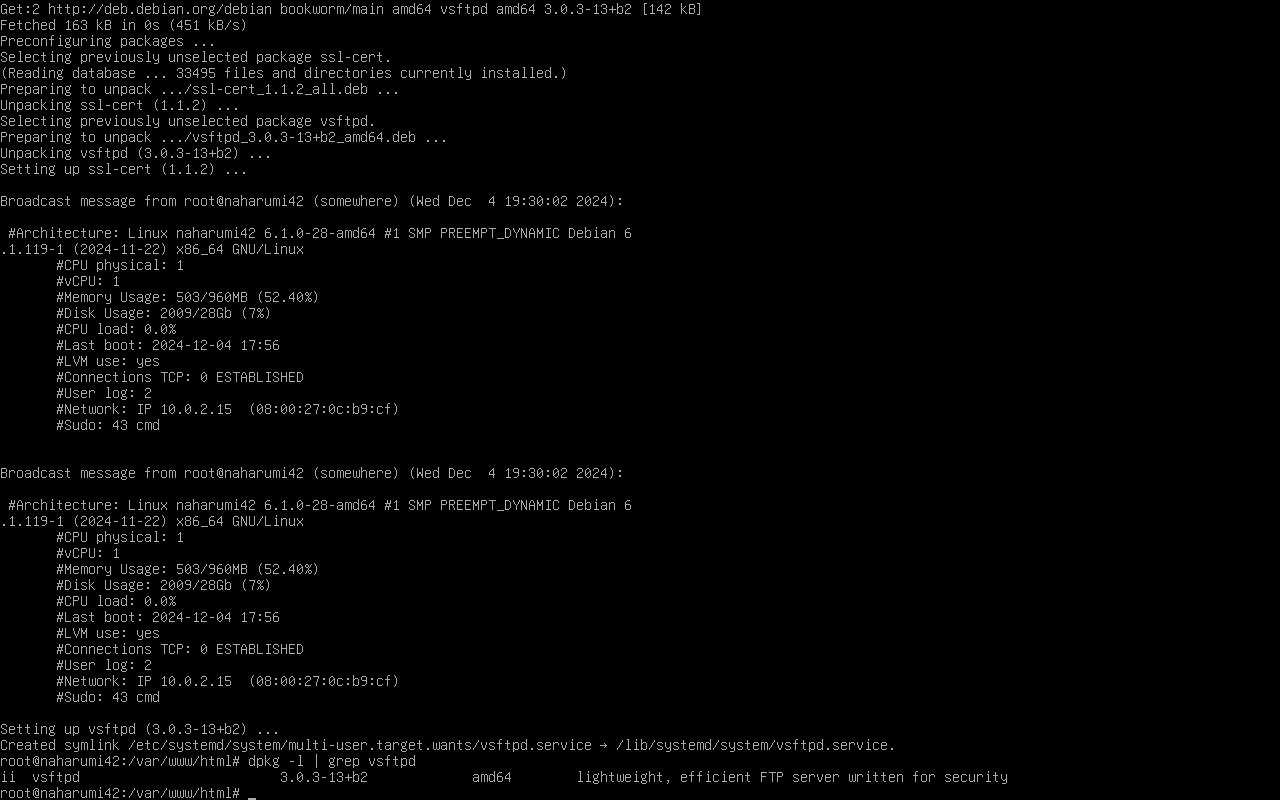 Get:2 http://deb.debian.org/debian bookworm/main amd64 vsftpd amd64 3.0.3-13+b2 [142 kB]
Fetched 163 kB in 0s (451 kB/s)
Preconfiguring packages ...
Selecting previously unselected package ssl-cert.
(Reading database ... 33495 files and directories currently installed.)
Preparing to unpack .../ssl-cert_1.1.2_all.deb ...
Unpacking ssl-cert (1.1.2) ...
Selecting previously unselected package vsftpd.
Preparing to unpack .../vsftpd_3.0.3-13+b2_amd64.deb ...
Unpacking vsftpd (3.0.3-13+b2) ...
Setting up ssl-cert (1.1.2) ...

Broadcast message from root@naharumi42 (somewhere) (Wed Dec  4 19:30:02 2024):

 #Architecture: Linux naharumi42 6.1.0-28-amd64 #1 SMP PREEMPT_DYNAMIC Debian 6
.1.119-1 (2024-11-22) x86_64 GNU/Linux
       #CPU physical: 1
       #vCPU: 1
       #Memory Usage: 503/960MB (52.40%)
       #Disk Usage: 2009/28Gb (7%)
       #CPU load: 0.0%
       #Last boot: 2024-12-04 17:56
       #LVM use: yes
       #Connections TCP: 0 ESTABLISHED
       #User log: 2
       #Network: IP 10.0.2.15  (08:00:27:0c:b9:cf)
       #Sudo: 43 cmd

Broadcast message from root@naharumi42 (somewhere) (Wed Dec  4 19:30:02 2024):

 #Architecture: Linux naharumi42 6.1.0-28-amd64 #1 SMP PREEMPT_DYNAMIC Debian 6
.1.119-1 (2024-11-22) x86_64 GNU/Linux
       #CPU physical: 1
       #vCPU: 1
       #Memory Usage: 503/960MB (52.40%)
       #Disk Usage: 2009/28Gb (7%)
       #CPU load: 0.0%
       #Last boot: 2024-12-04 17:56
       #LVM use: yes
       #Connections TCP: 0 ESTABLISHED
       #User log: 2
       #Network: IP 10.0.2.15  (08:00:27:0c:b9:cf)
       #Sudo: 43 cmd

Setting up vsftpd (3.0.3-13+b2) ...
Created symlink /etc/systemd/system/multi-user.target.wants/vsftpd.service → /lib/systemd/system/vsftpd.service.
root@naharumi42:/var/www/html# dpkg -l | grep vsftpd
ii  vsftpd                         3.0.3-13+b2             amd64        lightweight, efficient FTP server written for security
root@naharumi42:/var/www/html# _